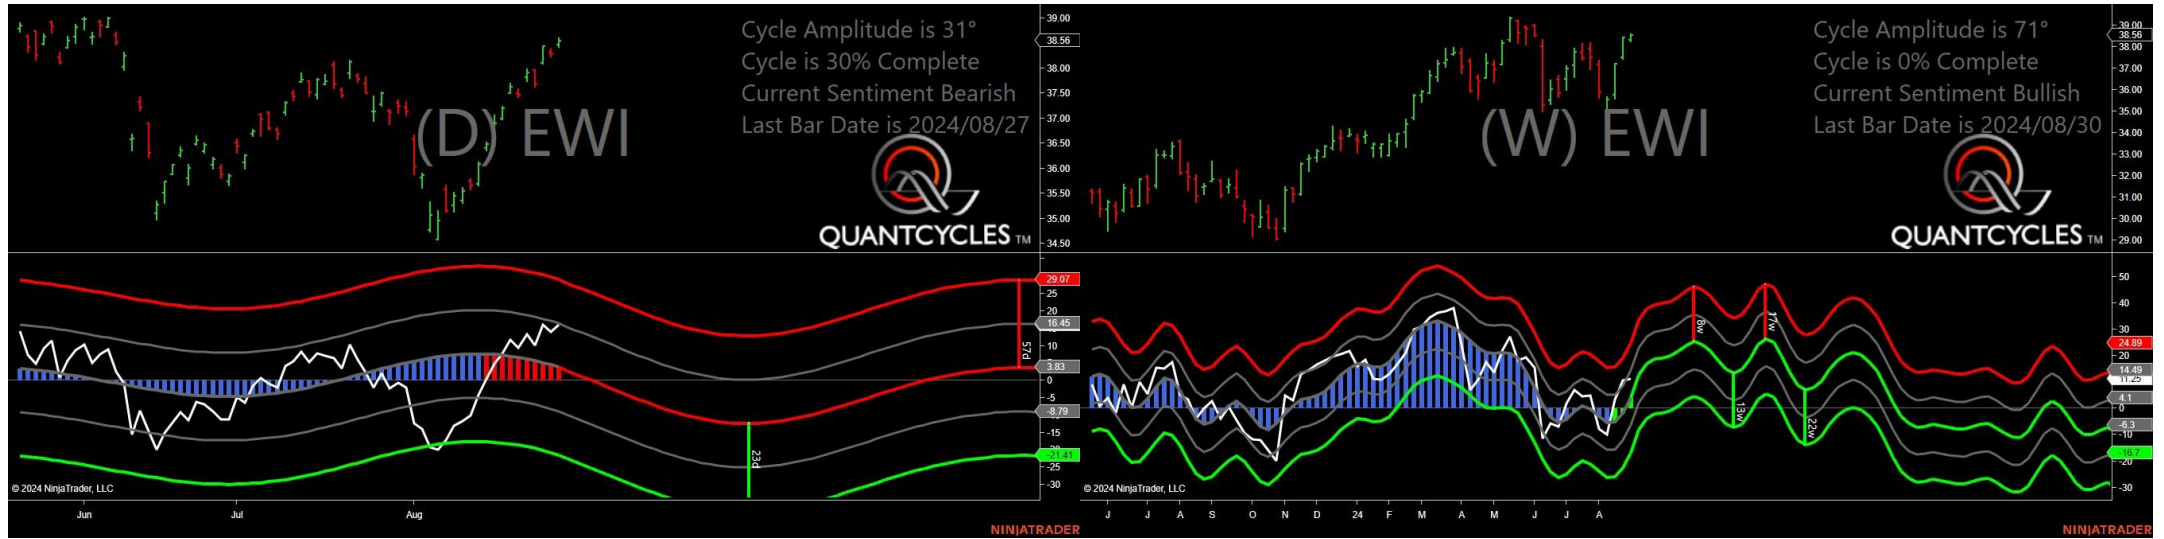 Cycle Amplitude is 31°
Cycle is 30% Complete
Current Sentiment Bearish
Last Bar Date is 2024/08/27
(D) EWI
QUANTCYCLES TM
39.00
38.56
38.00
37.50
37.00
36.50
36.00
35.50
35.00
34.50
29.07
25
20
16.45
10
3.83
0
-5
-8.79
-15
-21.41
-25
-30
57d
23d
© 2024 NinjaTrader, LLC
Jun
Jul
Aug
NINJATRADER
Cycle Amplitude is 71°
Cycle is 0% Complete
Current Sentiment Bullish
Last Bar Date is 2024/08/30
(W) EWI
QUANTCYCLES TM
39.00
38.56
38.00
37.00
36.00
35.00
34.00
33.00
32.00
31.00
30.00
29.00
50
40
30
24.89
20
14.49
11.25
4.1
0
-6.3
-10
-16.7
-20
-30
8w
17w
13w
22w
© 2024 NinjaTrader, LLC
J J A S O N D 24 F M A M J J A
NINJATRADER